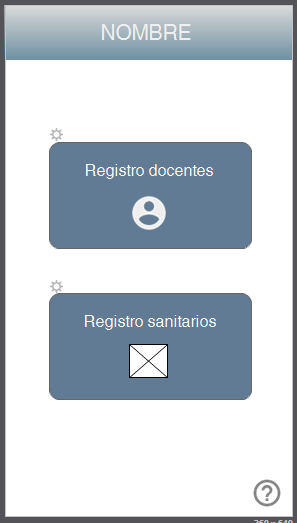 NOMBRE
Registro docentes
Registro sanitarios
?